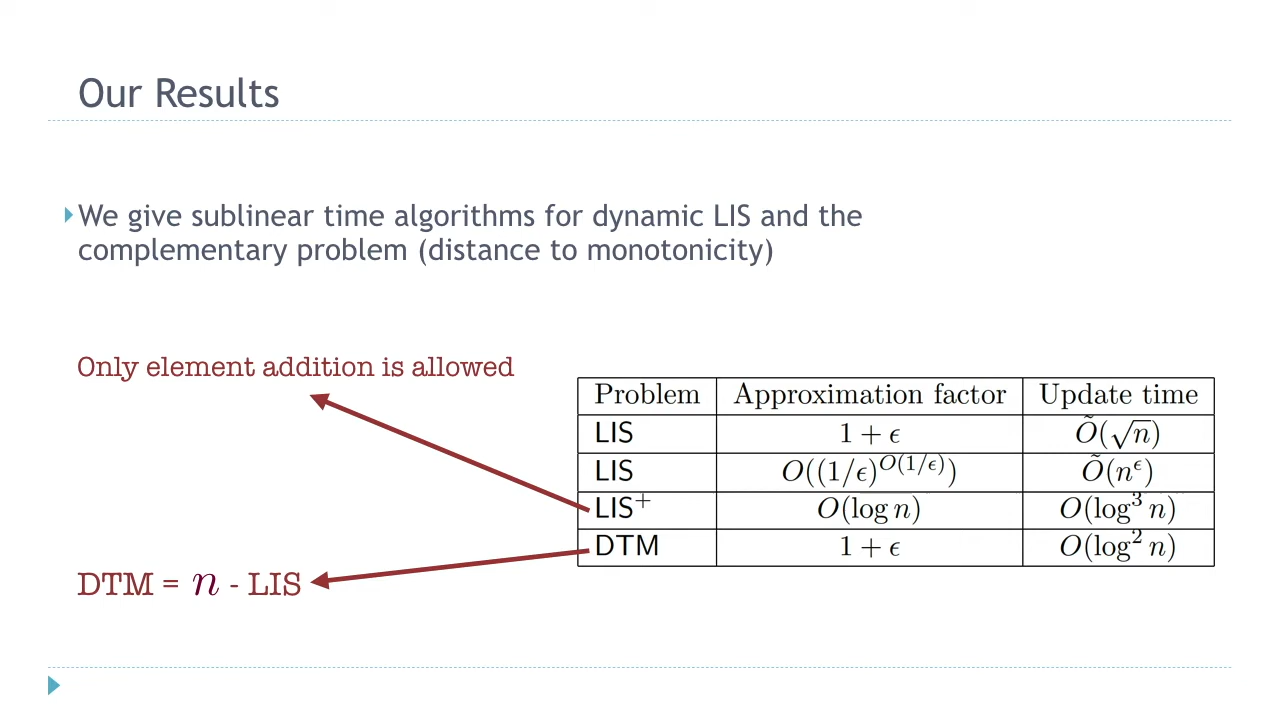 Our Results
We give sublinear time algorithms for dynamic LIS and the
complementary problem (distance to monotonicity)
Only element addition is allowed
Problem Approximation factor Update time
LIS 1 + ϵ Õ(√n)
LIS O((1/ϵ)^{O(1/ϵ)}) Õ(n^ϵ)
LIS⁺ O(log n) O(log³ n)
DTM 1 + ϵ O(log² n)
DTM = n - LIS